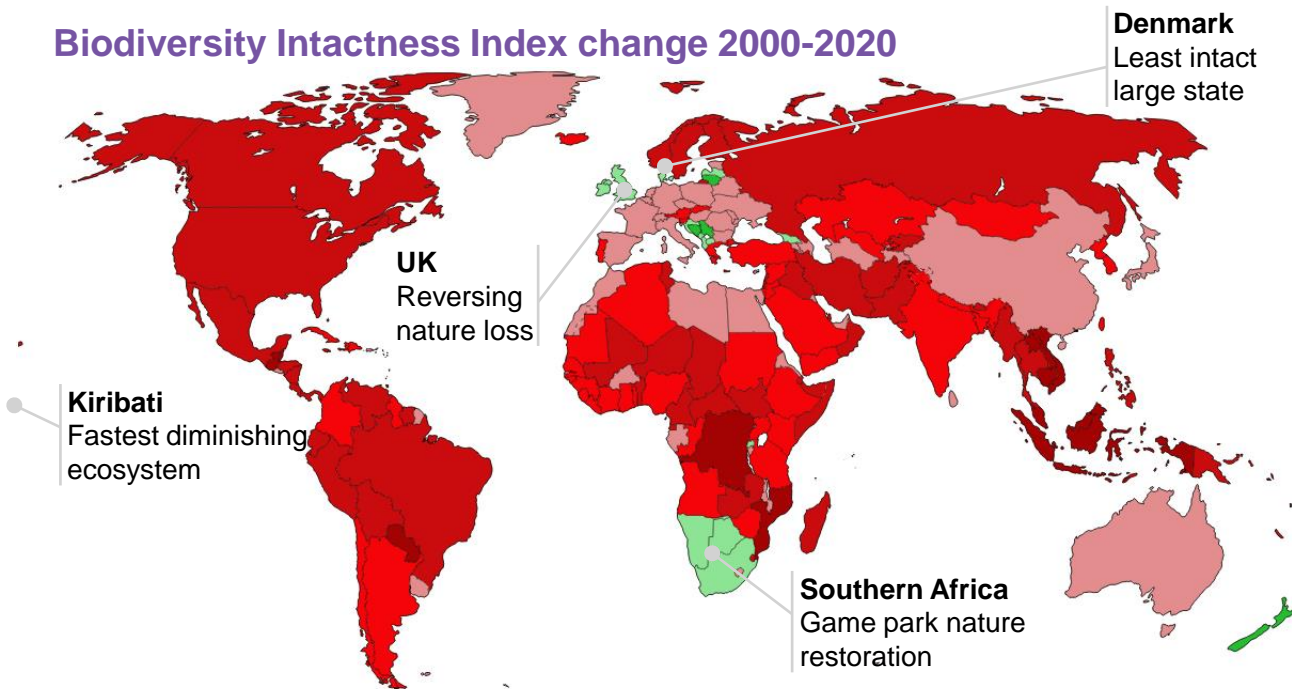 Biodiversity Intactness Index change 2000-2020
Denmark
Least intact
large state
UK
Reversing
nature loss
Kiribati
Fastest diminishing
ecosystem
Southern Africa
Game park nature
restoration